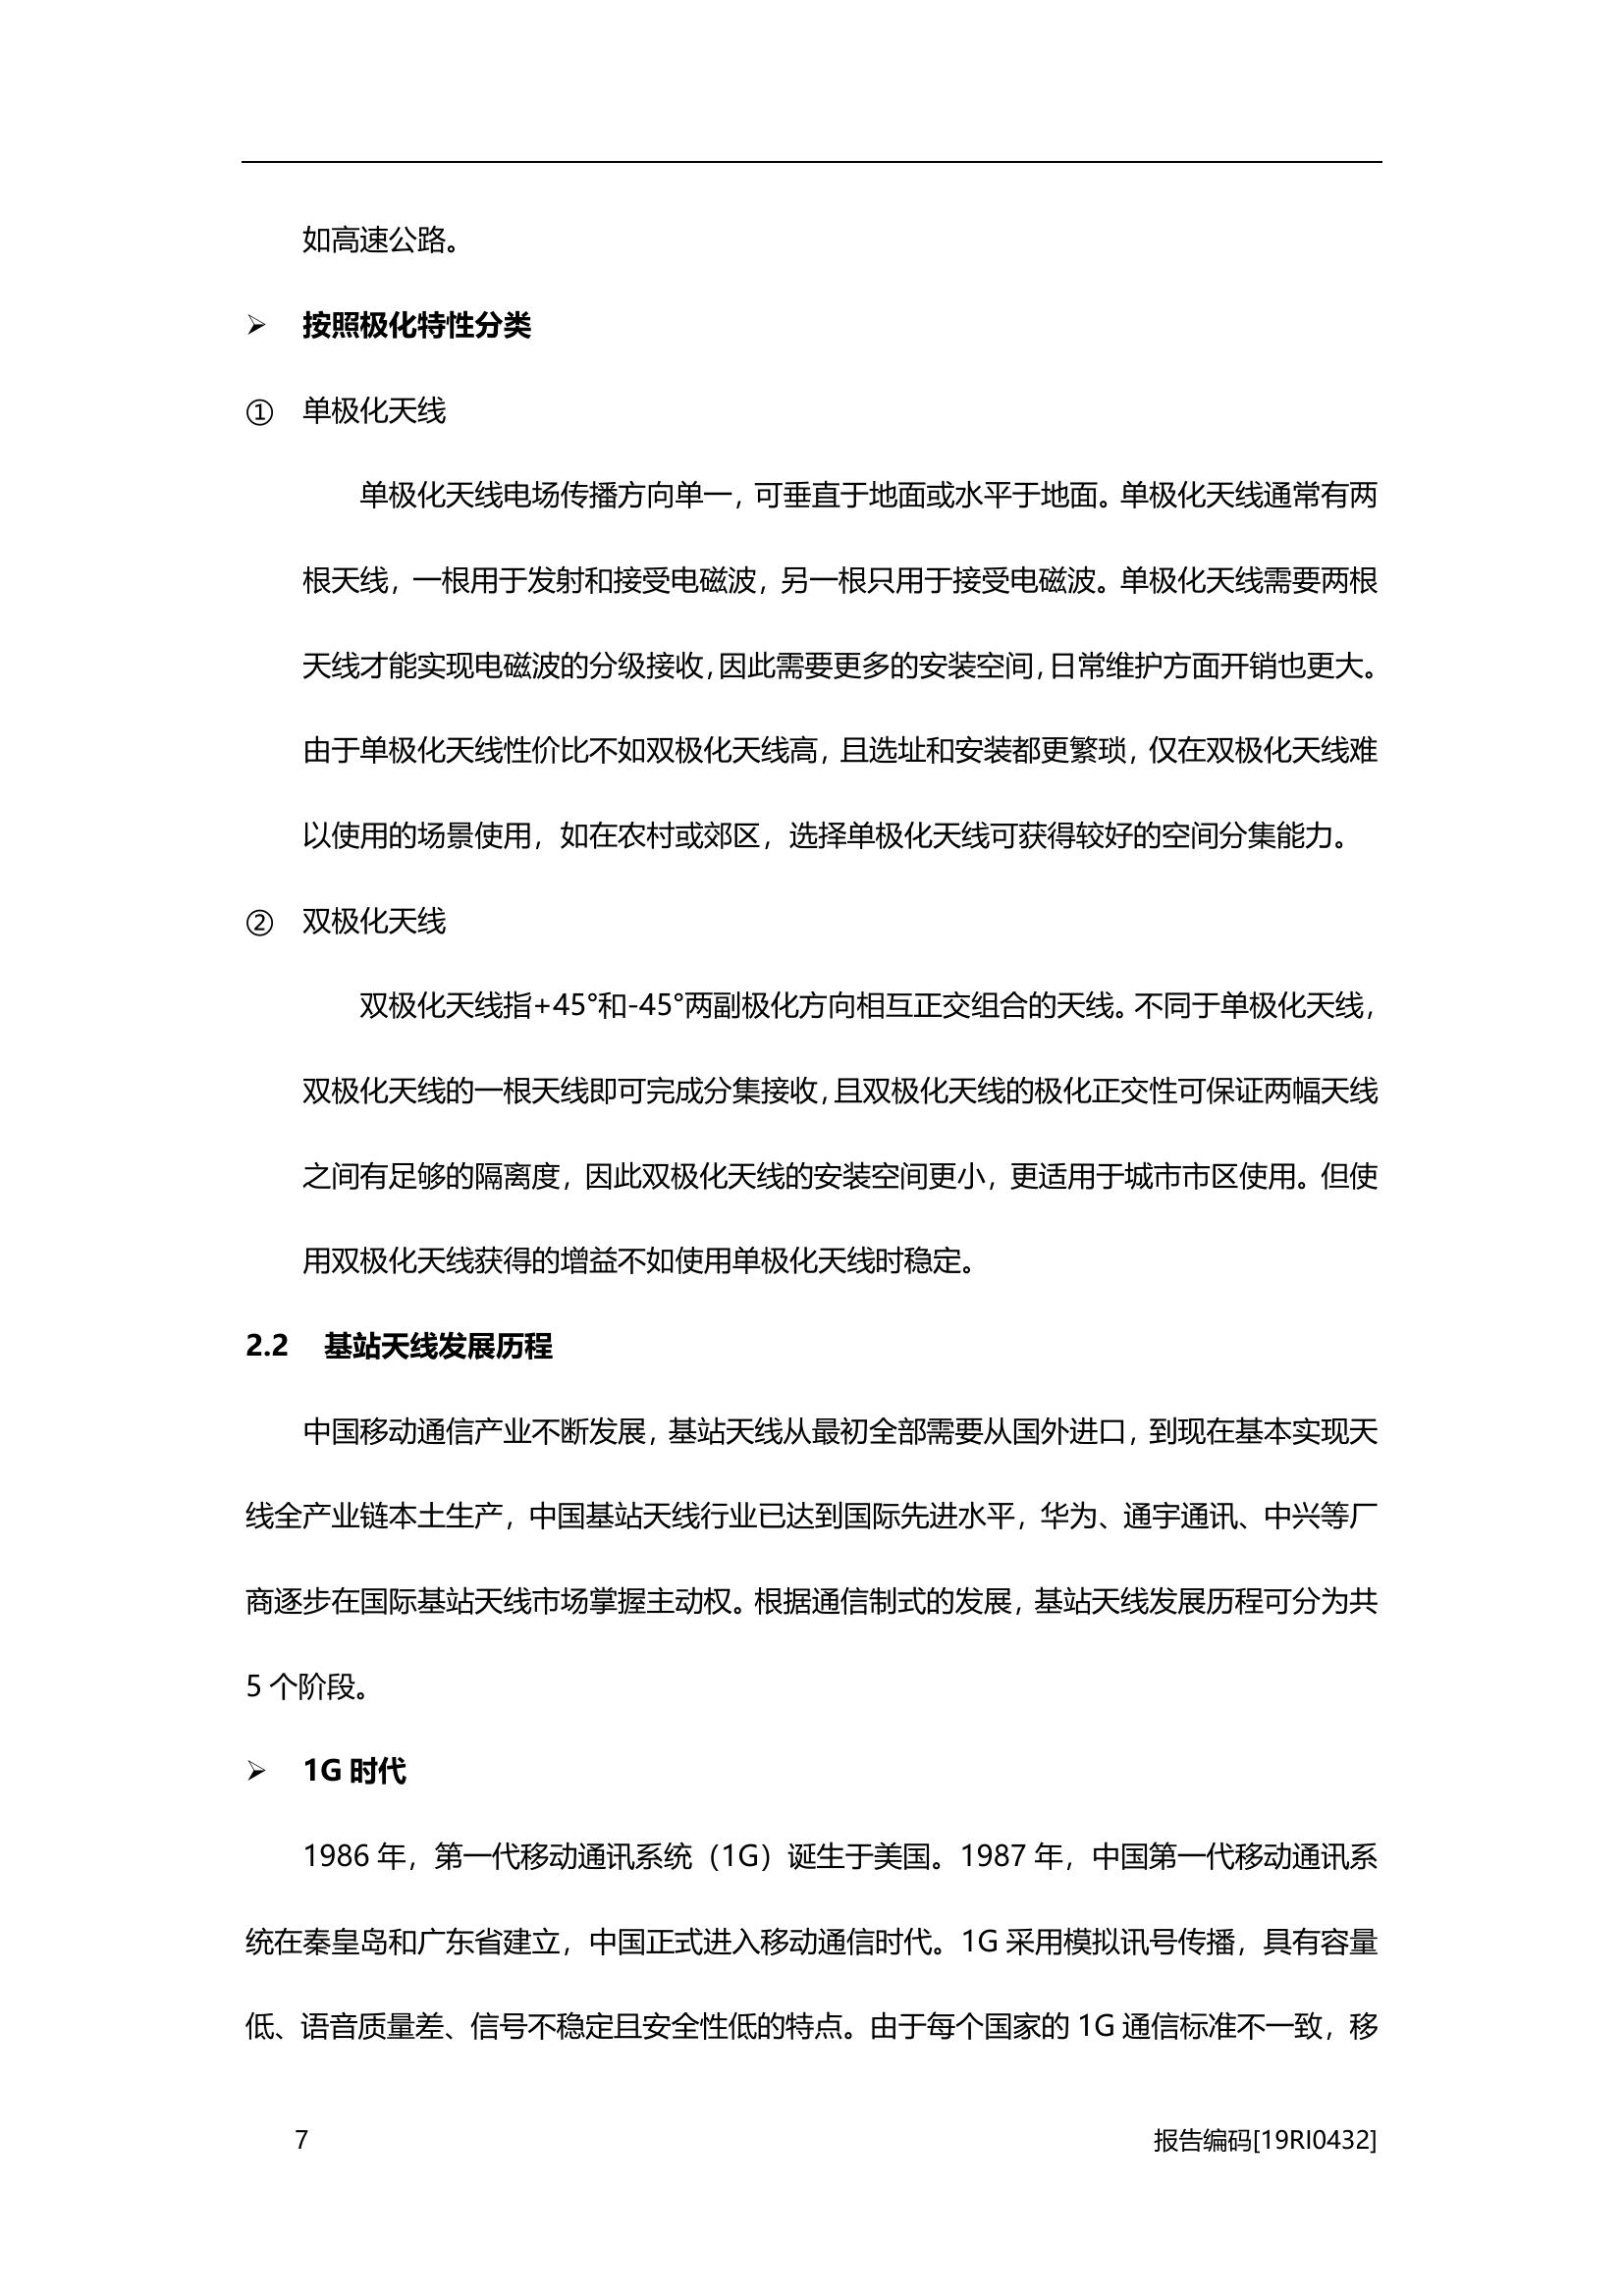 如高速公路。
➢ 按照极化特性分类
① 单极化天线
单极化天线电场传播方向单一，可垂直于地面或水平于地面。单极化天线通常有两
根天线，一根用于发射和接受电磁波，另一根只用于接受电磁波。单极化天线需要两根
天线才能实现电磁波的分级接收，因此需要更多的安装空间，日常维护方面开销也更大。
由于单极化天线性价比不如双极化天线高，且选址和安装都更繁琐，仅在双极化天线难
以使用的场景使用，如在农村或郊区，选择单极化天线可获得较好的空间分集能力。
② 双极化天线
双极化天线指+45°和-45°两副极化方向相互正交组合的天线。不同于单极化天线，
双极化天线的一根天线即可完成分集接收，且双极化天线的极化正交性可保证两幅天线
之间有足够的隔离度，因此双极化天线的安装空间更小，更适用于城市市区使用。但使
用双极化天线获得的增益不如使用单极化天线时稳定。
2.2 基站天线发展历程
中国移动通信产业不断发展，基站天线从最初全部需要从国外进口，到现在基本实现天
线全产业链本土生产，中国基站天线行业已达到国际先进水平，华为、通宇通讯、中兴等厂
商逐步在国际基站天线市场掌握主动权。根据通信制式的发展，基站天线发展历程可分为共
5 个阶段。
➢ 1G 时代
1986 年，第一代移动通讯系统（1G）诞生于美国。1987 年，中国第一代移动通讯系
统在秦皇岛和广东省建立，中国正式进入移动通信时代。1G 采用模拟讯号传播，具有容量
低、语音质量差、信号不稳定且安全性低的特点。由于每个国家的 1G 通信标准不一致，移
7 报告编码[19RI0432]